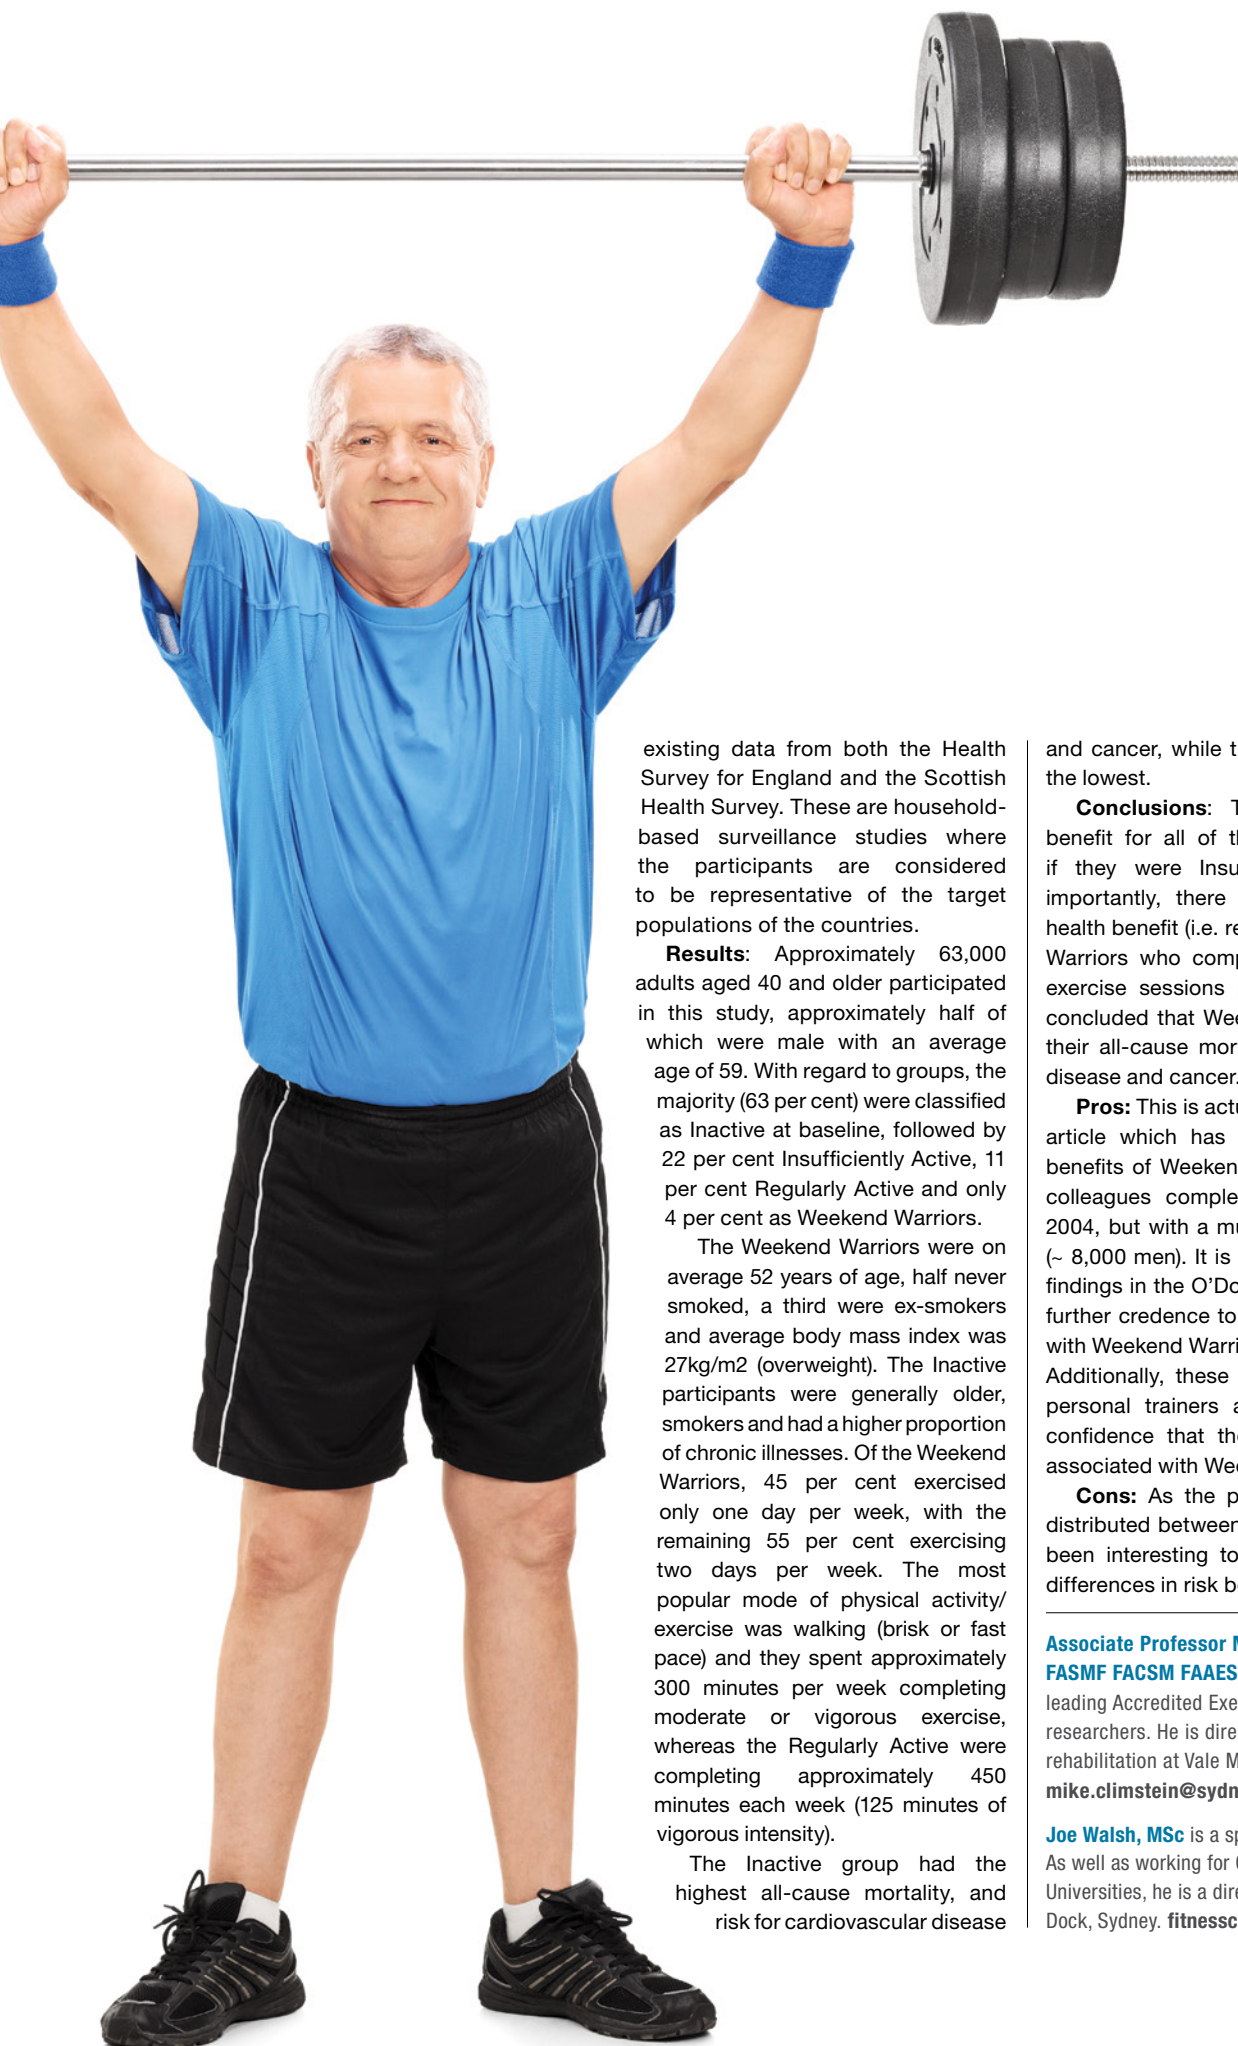 existing data from both the Health
Survey for England and the Scottish
Health Survey. These are household-
based surveillance studies where
the participants are considered
to be representative of the target
populations of the countries.
Results: Approximately 63,000
adults aged 40 and older participated
in this study, approximately half of
which were male with an average
age of 59. With regard to groups, the
majority (63 per cent) were classified
as Inactive at baseline, followed by
22 per cent Insufficiently Active, 11
per cent Regularly Active and only
4 per cent as Weekend Warriors.
The Weekend Warriors were on
average 52 years of age, half never
smoked, a third were ex-smokers
and average body mass index was
27kg/m2 (overweight). The Inactive
participants were generally older,
smokers and had a higher proportion
of chronic illnesses. Of the Weekend
Warriors, 45 per cent exercised
only one day per week, with the
remaining 55 per cent exercising
two days per week. The most
popular mode of physical activity/
exercise was walking (brisk or fast
pace) and they spent approximately
300 minutes per week completing
moderate or vigorous exercise,
whereas the Regularly Active were
completing approximately 450
minutes each week (125 minutes of
vigorous intensity).
The Inactive group had the
highest all-cause mortality, and
risk for cardiovascular disease
and cancer, while
the lowest.
Conclusions:
benefit for all of
if they were
importantly, there
health benefit (i.e.
Warriors who
exercise sessions
concluded that
their all-cause
disease and cancer.
Pros: This is
article which has
benefits of
colleagues
2004, but with a
(~ 8,000 men). It is
findings in the
further credence to
with Weekend
Additionally, these
personal trainers
confidence that
associated with
Cons: As the
distributed between
been interesting to
differences in risk
Associate Professor
FASMF FACSM
leading Accredited
researchers. He is
rehabilitation at Vale
mike.climstein@
Joe Walsh, MSc is a
As well as working for
Universities, he is a
Dock, Sydney.